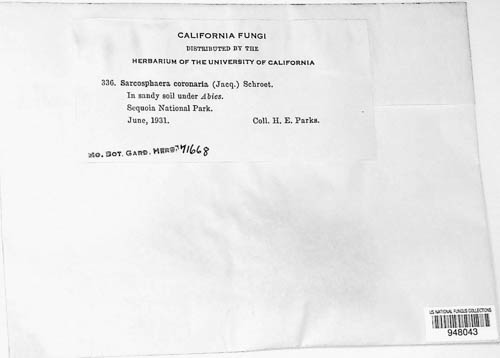 CALIFORNIA FUNGI
DISTRIBUTED BY THE
HERBARIUM OF THE UNIVERSITY OF CALIFORNIA
336. Sarcosphaera coronaria (Jacq.) Schroet.
In sandy soil under Abies.
Sequoia National Park.
June, 1931. Coll. H. E. Parks.
MO. BOT. GARD. HERB. 71668
US NATIONAL FUNGUS COLLECTIONS
948043